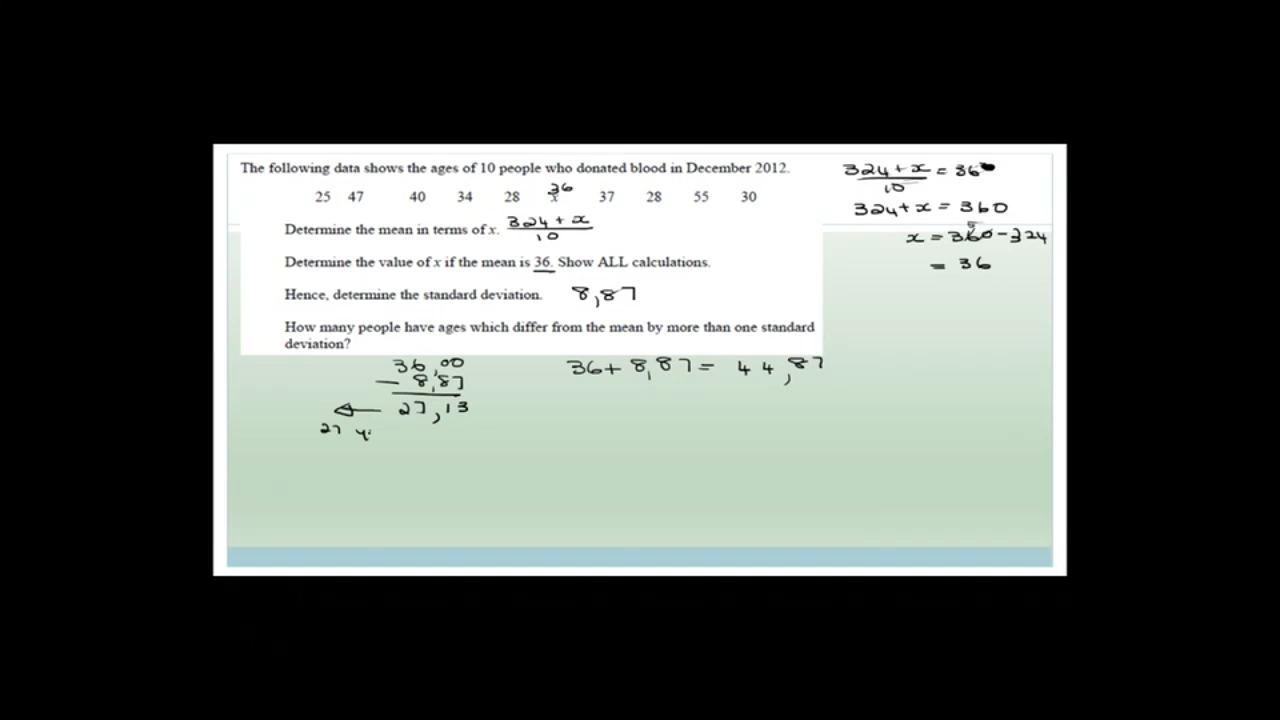 The following data shows the ages of 10 people who donated blood in December 2012.
36
25 47 40 34 28 x 37 28 55 30
Determine the mean in terms of x. 324 + x
10
Determine the value of x if the mean is 36. Show ALL calculations.
Hence, determine the standard deviation. 8,87
How many people have ages which differ from the mean by more than one standard
deviation?
36,00
− 8,87
27,13
27
36 + 8,87 = 44,87
324 + x = 36
10
324 + x = 360
x = 360 − 324
= 36